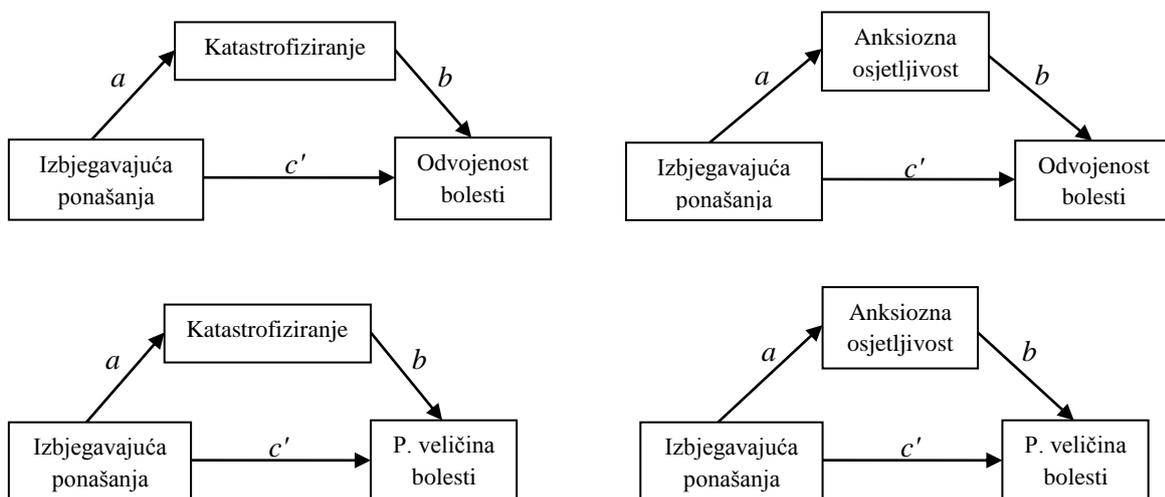 Katastrofiziranje
a
b
Izbjegavajuća
ponašanja
c'
Odvojenost
bolesti
Anksiozna
osjetljivost
a
b
Izbjegavajuća
ponašanja
c'
Odvojenost
bolesti
Katastrofiziranje
a
b
Izbjegavajuća
ponašanja
c'
P. veličina
bolesti
Anksiozna
osjetljivost
a
b
Izbjegavajuća
ponašanja
c'
P. veličina
bolesti